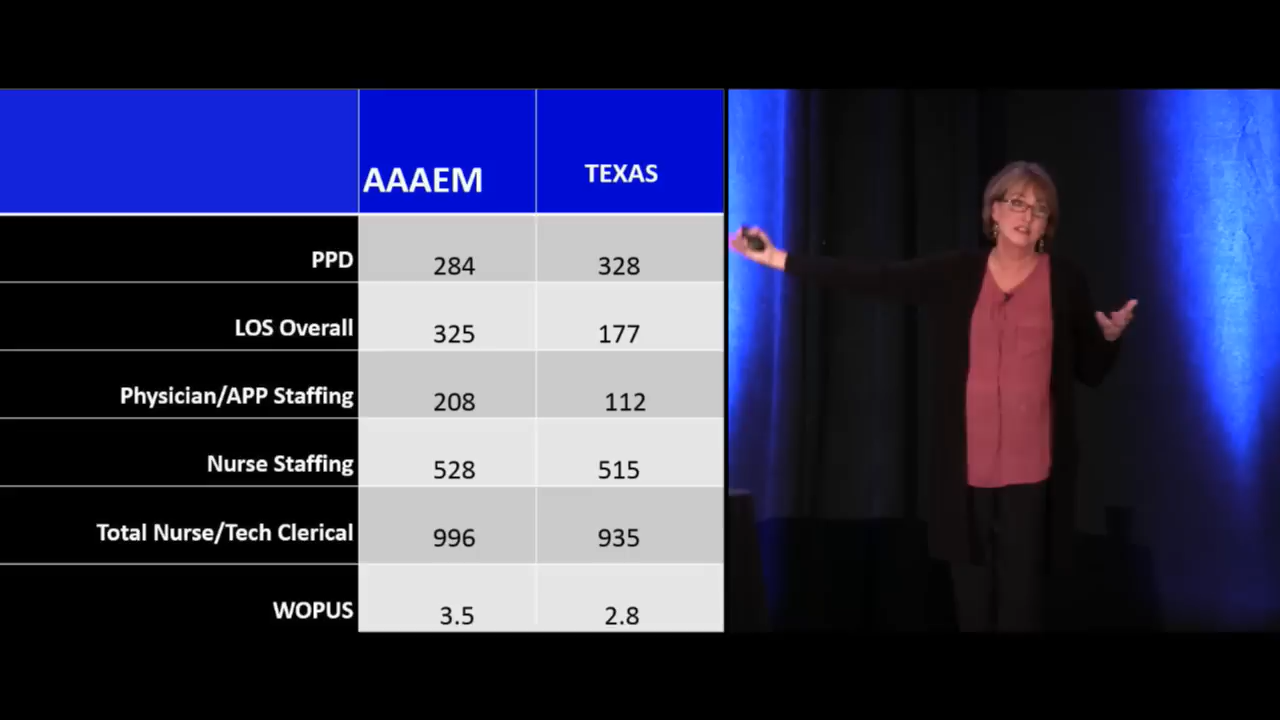 AAAEM TEXAS
PPD 284 328
LOS Overall 325 177
Physician/APP Staffing 208 112
Nurse Staffing 528 515
Total Nurse/Tech Clerical 996 935
WOPUS 3.5 2.8